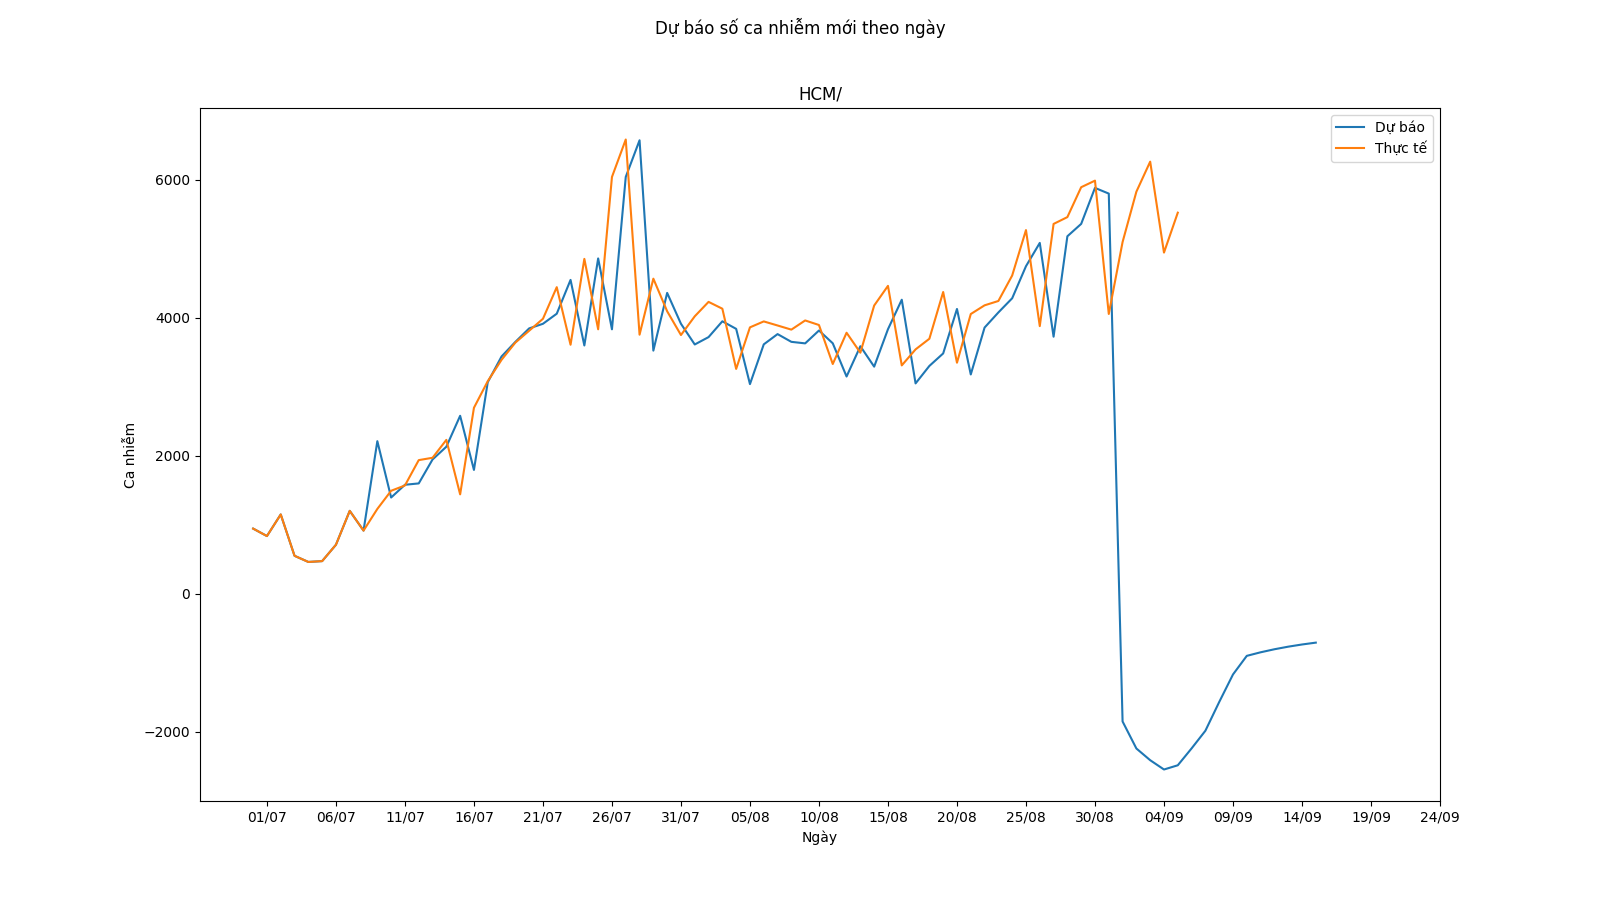 Dự báo số ca nhiễm mới theo ngày
HCM/
Dự báo
Thực tế
6000
4000
2000
0
−2000
Ca nhiễm
01/07 06/07 11/07 16/07 21/07 26/07 31/07 05/08 10/08 15/08 20/08 25/08 30/08 04/09 09/09 14/09 19/09 24/09
Ngày